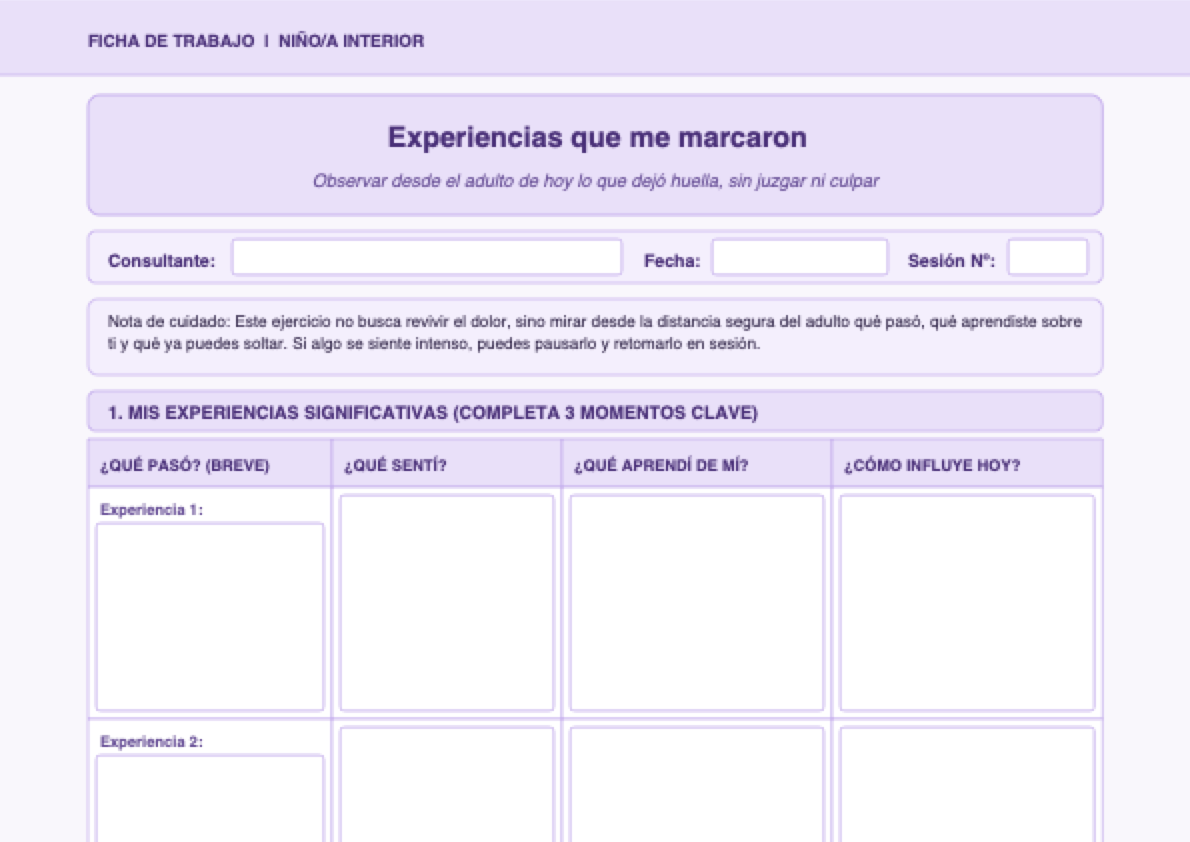 FICHA DE TRABAJO | NIÑO/A INTERIOR
Experiencias que me marcaron
Observar desde el adulto de hoy lo que dejó huella, sin juzgar ni culpar
Consultante: Fecha: Sesión Nº:
Nota de cuidado: Este ejercicio no busca revivir el dolor, sino mirar desde la distancia segura del adulto qué pasó, qué aprendiste sobre
ti y qué ya puedes soltar. Si algo se siente intenso, puedes pausarlo y retomarlo en sesión.
1. MIS EXPERIENCIAS SIGNIFICATIVAS (COMPLETA 3 MOMENTOS CLAVE)
¿QUÉ PASÓ? (BREVE) ¿QUÉ SENTÍ? ¿QUÉ APRENDÍ DE MÍ? ¿CÓMO INFLUYE HOY?
Experiencia 1:
Experiencia 2: